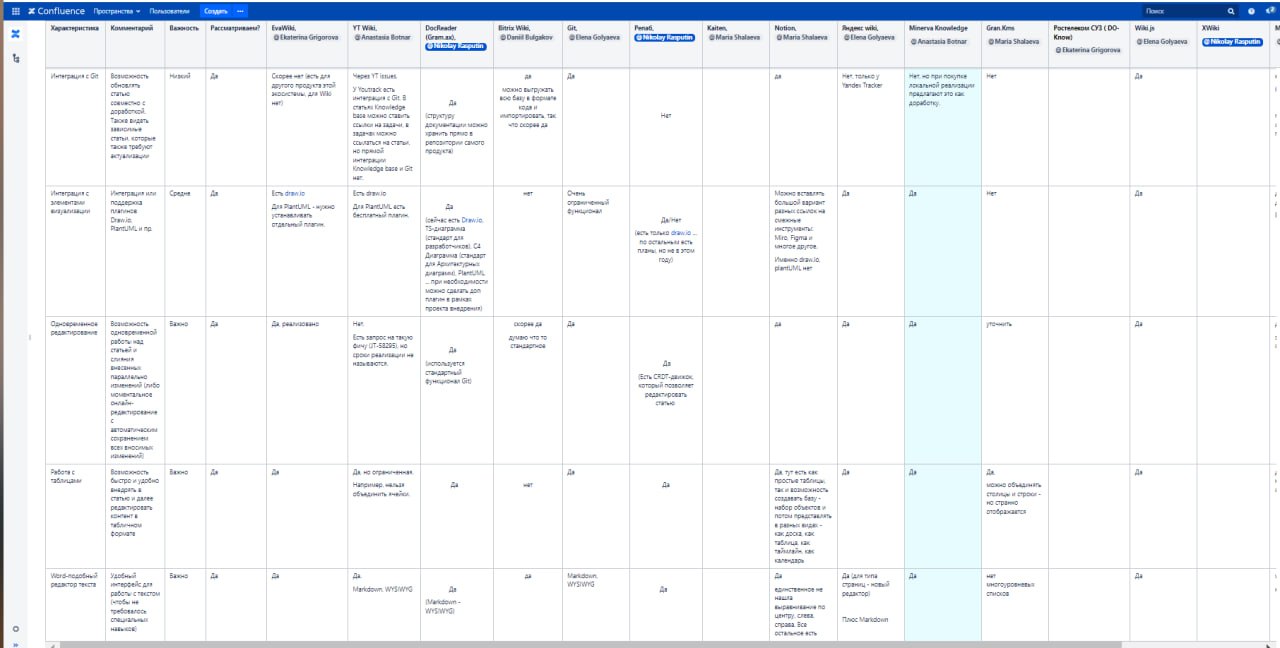 Confluence Пространства Пользователи Создать ... Поиск
Характеристика
Комментарий
Важность
Рассматриваем?
EvaWiki,
@ Ekaterina Grigorova
YT Wiki,
@ Anastasia Botnar
DocReader
(Gram.ax),
@ Nikolay Rasputin
Bitrix Wiki,
@ Daniil Bulgakov
Git,
@ Elena Golyaeva
@ Nikolay Rasputin
Kaiten,
@ Maria Shalaeva
Notion,
@ Maria Shalaeva
Яндекс wiki,
@ Elena Golyaeva
Minerva Knowledge
@ Anastasia Botnar
Gran.Kms
@ Maria Shalaeva
Ростелеком СУЗ ( DO-
Know)
@ Ekaterina Grigorova
Wiki.js
@ Elena Golyaeva
XWiki
@ Nikolay Rasputin
Интеграция с Git
Возможность
обновлять
статью
совместно с
доработкой.
Также видеть
зависимые
статьи, которые
также требуют
актуализации
Низкий
Да
Скорее нет (есть для
другого продукта этой
экосистемы, для Wiki
нет)
Через YT issues.
У Youtrack есть
интеграция с Git. В
статьях Knowledge
base можно ставить
ссылки на задачи, в
задачах можно
ссылаться на статьи,
но прямой
интеграции
Knowledge base и Git
нет.
Да
(структуру
документации можно
хранить прямо в
репозитории самого
продукта)
да
можно выгружать
всю базу в формате
кода и
импортировать, так
что скорее да
Да
Нет
да
Нет, только у
Yandex Tracker
Нет, но при покупке
локальной реализации
предлагают это как
доработку.
Нет
Да
Интеграция с
элементами
визуализации
Интеграция или
поддержка
плагинов
Draw.io,
PlantUML и пр.
Средне
Да
Есть draw.io
Для PlantUML - нужно
устанавливать
отдельный плагин.
Есть draw.io
Для PlantUML есть
бесплатный плагин.
Да
(сейчас есть Draw.io,
TS-диаграмма
(стандарт для
разработчиков), C4
Диаграмма (стандарт
для Архитектурных
диаграмм), PlantUML
... при необходимости
можно сделать доп
плагин в рамках
проекта внедрения)
нет
Очень
ограниченный
функционал
Да/Нет
(есть только draw.io ...
по остальным есть
планы, но не в этом
году)
Можно вставлять
большой вариант
разных ссылок на
смежные
инструменты:
Miro, Figma и
многое другое.
Именно draw.io,
plantUML нет
Да
Да
Нет
Да
Одновременное
редактирование
Возможность
одновременной
работы над
статьей и
слияния
внесенных
параллельно
изменений (либо
моментальное
онлайн-
редактирование
с
автоматическим
сохранением
всех вносимых
изменений)
Важно
Да
Да, реализовано
Нет.
Есть запрос на такую
фичу (JT-58295), но
сроки реализации не
называются.
Да
(используется
стандартный
функционал Git)
скорее да
думаю что то
стандартное
Да
Да
(Есть CRDT-движок,
который позволяет
редактировать
статью
да
Да
Да
уточнить
Да
Работа с
таблицами
Возможность
быстро и удобно
внедрять в
статью и далее
редактировать
контент в
табличном
формате
Важно
Да
Да
Да, но ограниченная.
Например, нельзя
объединить ячейки.
Да
нет
Да
Да
Да, тут есть как
простые таблицы,
так и возможность
создавать базу -
набор объектов и
потом представлять
в разных видах -
как доска, как
таблица, как
таймлайн, как
календарь
Да
Да
Да,
можно объединять
столбцы и строки -
но странно
отображается
Да
Word-подобный
редактор текста
Удобный
интерфейс для
работы с текстом
(чтобы не
требовалось
специальных
навыков)
Важно
Да
Да
Да.
Markdown, WYSIWYG
Да
(Markdown -
WYSIWYG)
да
Markdown,
WYSIWYG
Да
Да
единственное не
нашла
выравнивание по
центру, слева,
справа. Все
остальное есть
Да (для типа
страниц - новый
редактор)
Плюс Markdown
Да
нет
многоуровневых
списков
Да